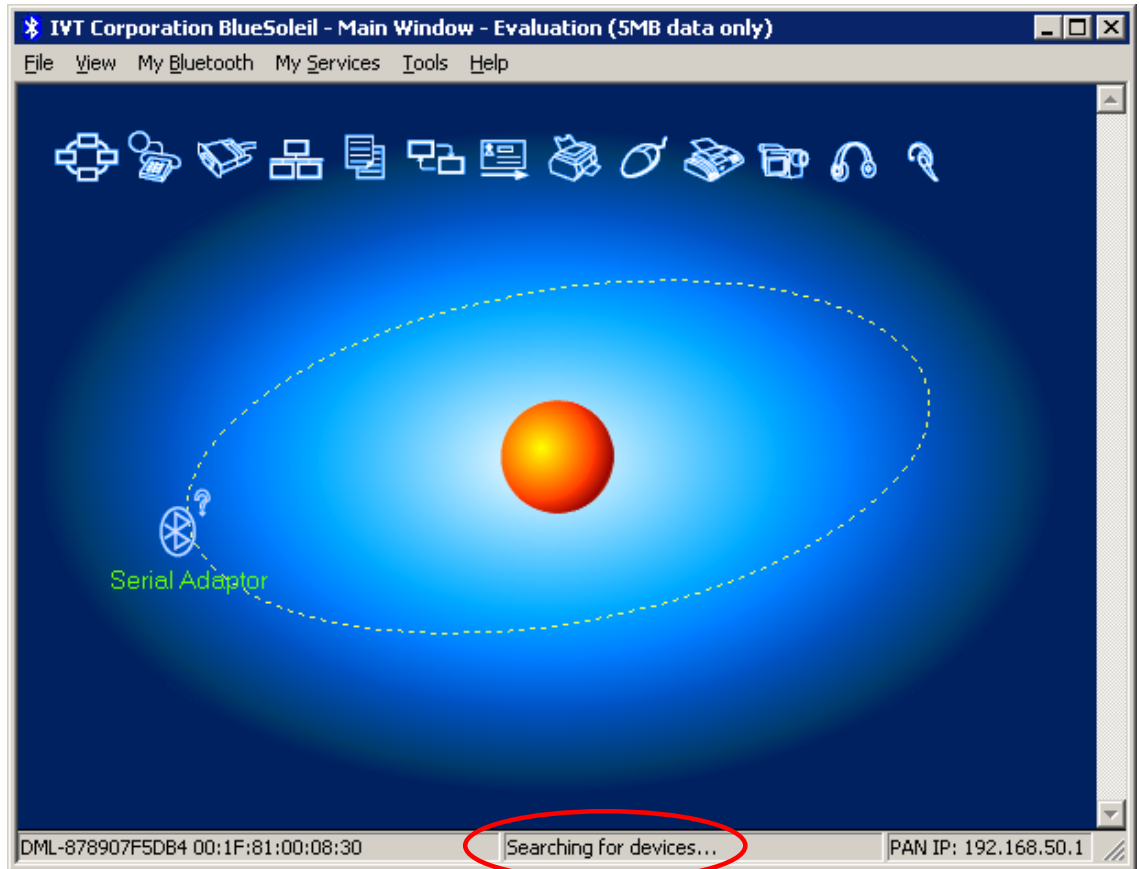 IVT Corporation BlueSoleil - Main Window - Evaluation (5MB data only)
File View My Bluetooth My Services Tools Help
?
Serial Adaptor
DML-878907F5DB4 00:1F:81:00:08:30 Searching for devices... PAN IP: 192.168.50.1